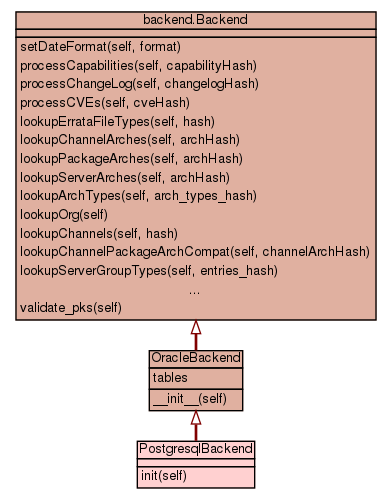 backend.Backend
setDateFormat(self, format)
processCapabilities(self, capabilityHash)
processChangeLog(self, changelogHash)
processCVEs(self, cveHash)
lookupErrataFileTypes(self, hash)
lookupChannelArches(self, archHash)
lookupPackageArches(self, archHash)
lookupServerArches(self, archHash)
lookupArchTypes(self, arch_types_hash)
lookupOrg(self)
lookupChannels(self, hash)
lookupChannelPackageArchCompat(self, channelArchHash)
lookupServerGroupTypes(self, entries_hash)
...
validate_pks(self)
OracleBackend
tables
__init__(self)
PostgresqlBackend
init(self)